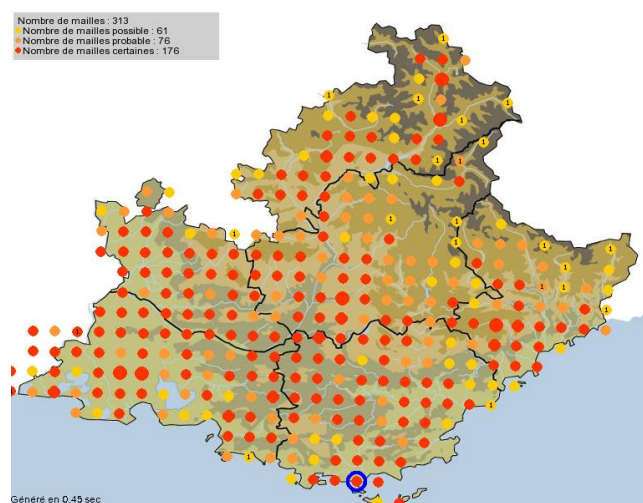 Nombre de mailles : 313
Nombre de mailles possible : 61
Nombre de mailles probable : 76
Nombre de mailles certaines : 176
Généré en 0.45 sec